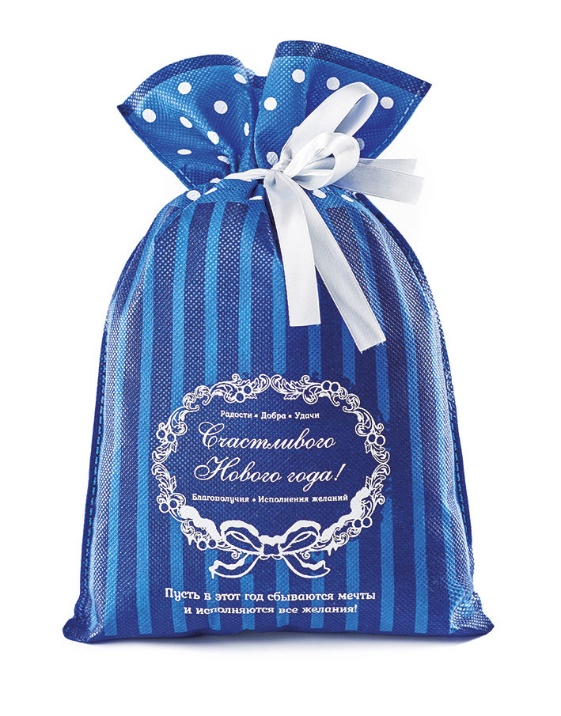 Радости • Добра • Удачи
Счастливого
Нового года!
Благополучия • Исполнения желаний
Пусть в этот год сбываются мечты
и исполняются все желания!